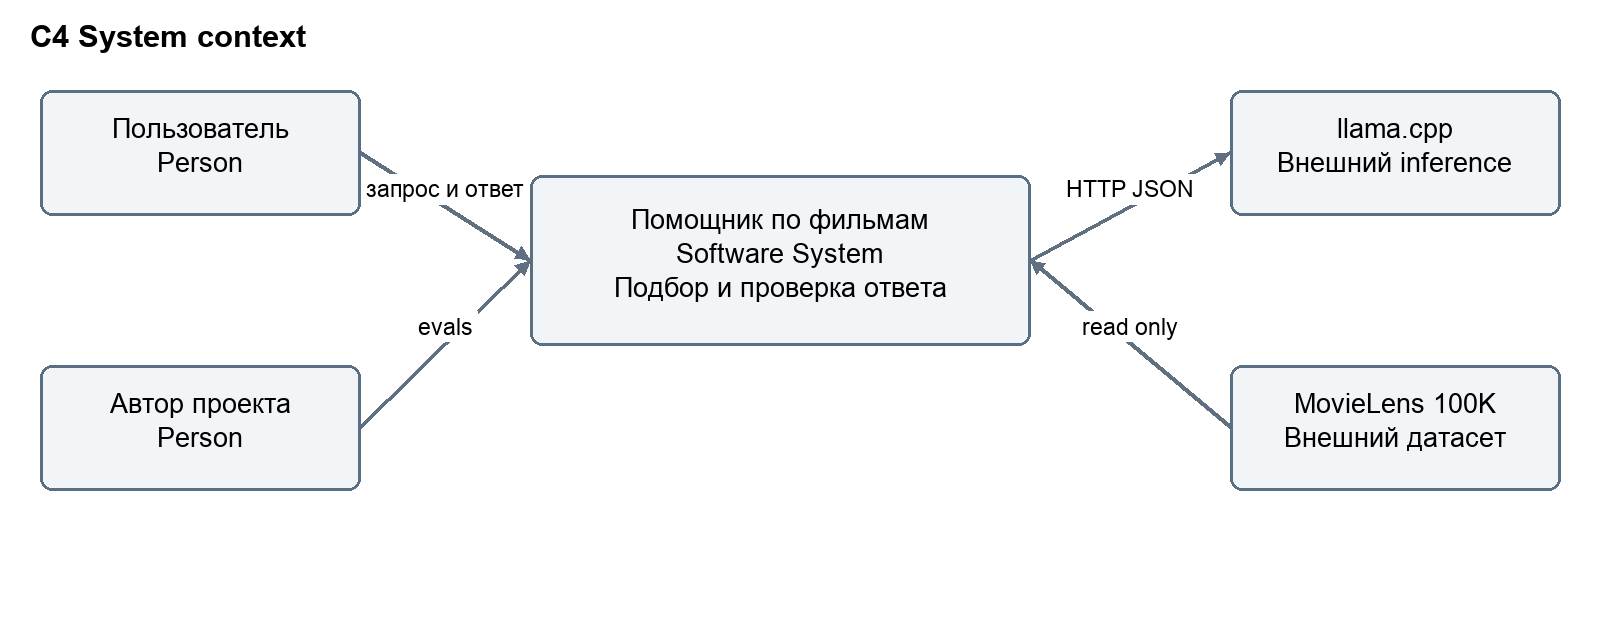 C4 System context
Пользователь
Person
запрос и ответ
Помощник по фильмам
Software System
Подбор и проверка ответа
HTTP JSON
llama.cpp
Внешний inference
Автор проекта
Person
evals
read only
MovieLens 100K
Внешний датасет